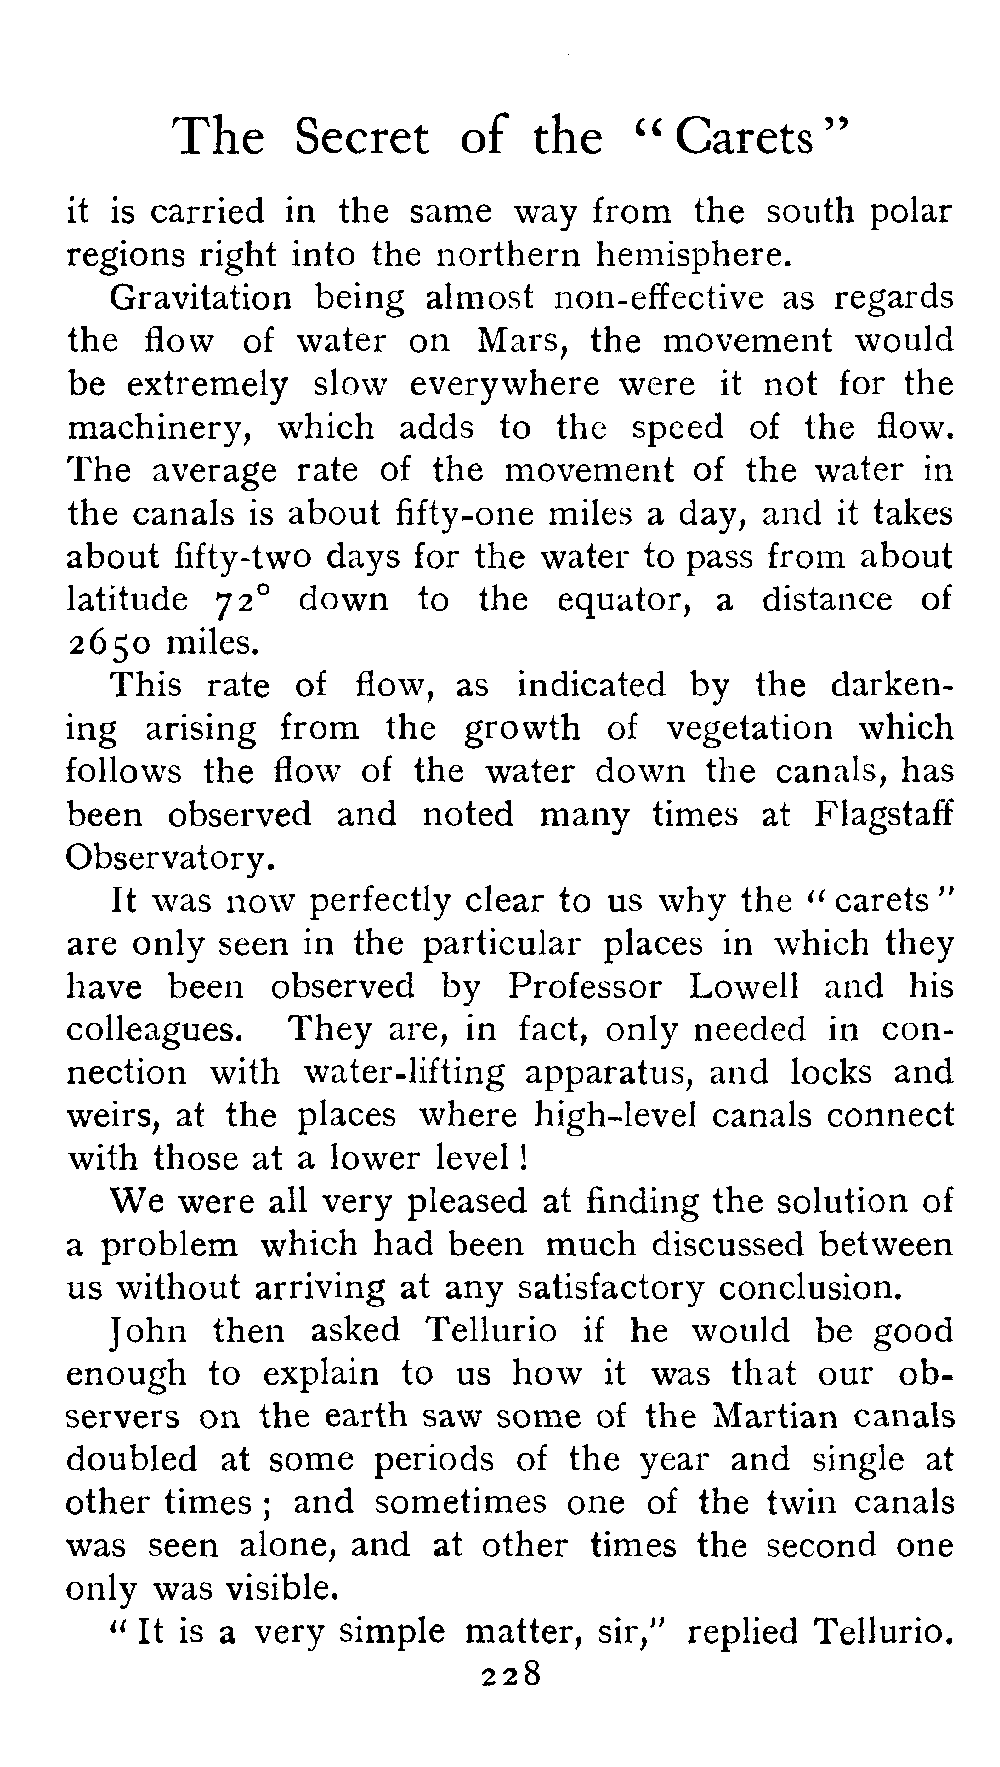 The Secret of the “Carets”
it is carried in the same way from the south polar
regions right into the northern hemisphere.
Gravitation being almost non-effective as regards
the flow of water on Mars, the movement would
be extremely slow everywhere were it not for the
machinery, which adds to the speed of the flow.
The average rate of the movement of the water in
the canals is about fifty-one miles a day, and it takes
about fifty-two days for the water to pass from about
latitude 72° down to the equator, a distance of
2650 miles.
This rate of flow, as indicated by the darken-
ing arising from the growth of vegetation which
follows the flow of the water down the canals, has
been observed and noted many times at Flagstaff
Observatory.
It was now perfectly clear to us why the “carets”
are only seen in the particular places in which they
have been observed by Professor Lowell and his
colleagues. They are, in fact, only needed in con-
nection with water-lifting apparatus, and locks and
weirs, at the places where high-level canals connect
with those at a lower level!
We were all very pleased at finding the solution of
a problem which had been much discussed between
us without arriving at any satisfactory conclusion.
John then asked Tellurio if he would be good
enough to explain to us how it was that our ob-
servers on the earth saw some of the Martian canals
doubled at some periods of the year and single at
other times; and sometimes one of the twin canals
was seen alone, and at other times the second one
only was visible.
“It is a very simple matter, sir,” replied Tellurio.
228